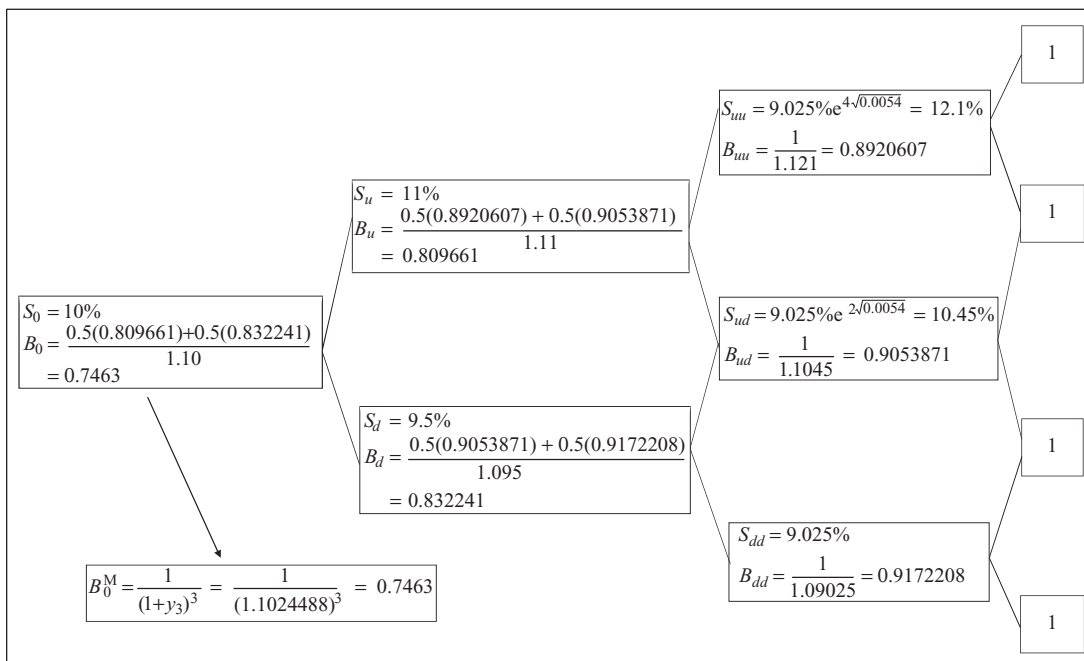 1
S_uu = 9.025%e^{4√0.0054} = 12.1%
B_uu = 1/1.121 = 0.8920607
S_u = 11%
B_u = (0.5(0.8920607) + 0.5(0.9053871))/1.11
= 0.809661
1
S_0 = 10%
B_0 = (0.5(0.809661)+0.5(0.832241))/1.10
= 0.7463
S_ud = 9.025%e^{2√0.0054} = 10.45%
B_ud = 1/1.1045 = 0.9053871
S_d = 9.5%
B_d = (0.5(0.9053871) + 0.5(0.9172208))/1.095
= 0.832241
1
S_dd = 9.025%
B_dd = 1/1.09025 = 0.9172208
B_0^M = 1/(1+y_3)^3 = 1/(1.1024488)^3 = 0.7463
1